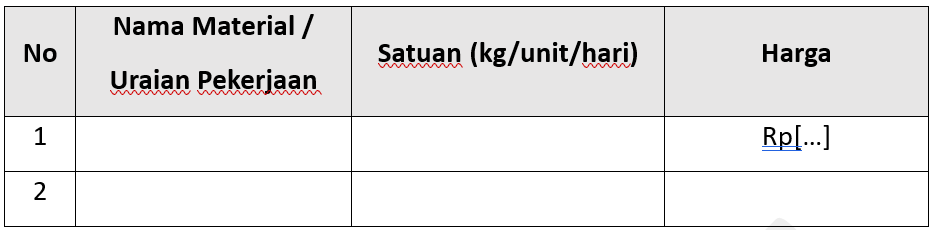 No
Nama Material /
Uraian Pekerjaan
Satuan (kg/unit/hari)
Harga
1
Rp[…]
2